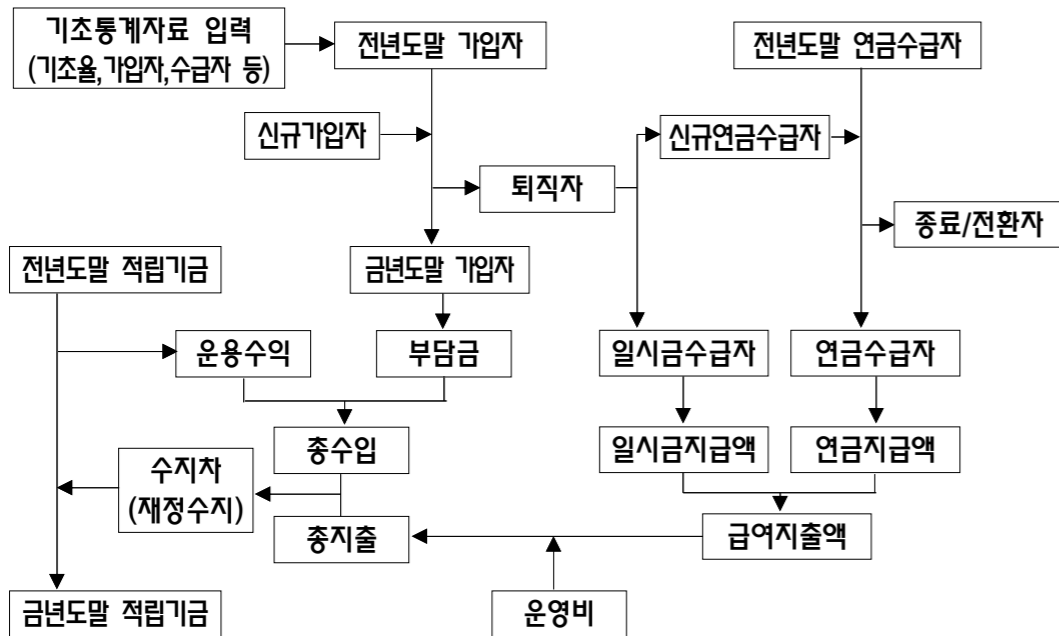 기초통계자료 입력
(기초율,가입자,수급자 등)
전년도말 가입자
전년도말 연금수급자
신규가입자
신규연금수급자
퇴직자
종료/전환자
전년도말 적립기금
금년도말 가입자
운용수익
부담금
일시금수급자
연금수급자
총수입
일시금지급액
연금지급액
수지차
(재정수지)
총지출
급여지출액
금년도말 적립기금
운영비